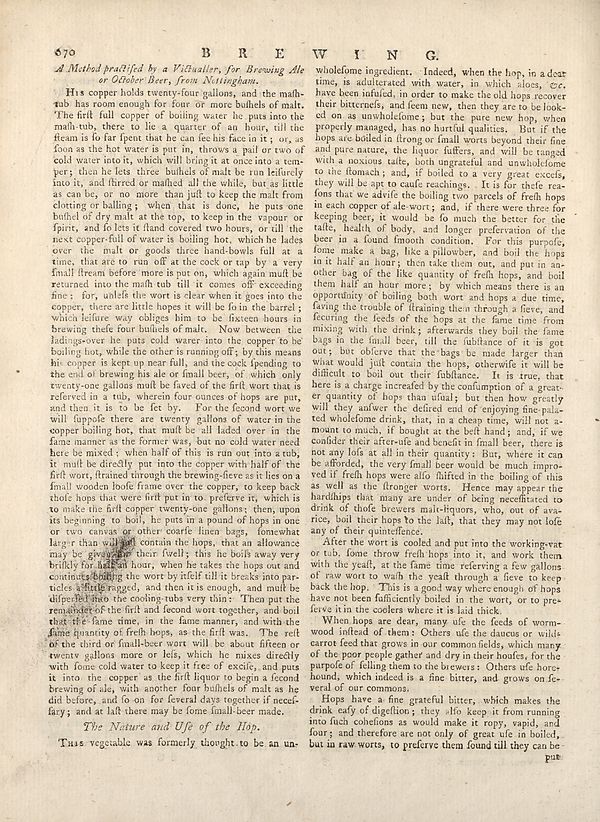 670
B R E W I N G.
A Method practiſed by a Victualler, for Brewing Ale
or October Beer, from Nottingham.
His copper holds twenty-four gallons, and the maſh-
tub has room enough for four or more buſhels of malt.
The firſt full copper of boiling water he puts into the
maſh-tub, there to lie a quarter of an hour, till the
ſteam is ſo far ſpent that he can ſee his face in it; or, as
ſoon as the hot water is put in, throws a pail or two of
cold water into it, which will bring it at once into a tem-
per; then he lets three buſhels of malt be run leiſurely
into it, and ſtirred or maſhed all the while, but as little
as can be, or no more than juſt to keep the malt from
clotting or balling; when that is done, he puts one
buſhel of dry malt at the top, to keep in the vapour or
ſpirit, and ſo lets it ſtand covered two hours, or till the
next copper-full of water is boiling hot, which he lades
over the malt or goods three hand-bowls full at a
time, that are to run off at the cock or tap by a very
ſmall ſtream before more is put on, which again muſt be
returned into the maſh tub till it comes off exceeding
fine; for, unleſs the wort is clear when it goes into the
copper, there are little hopes it will be ſo in the barrel;
which leiſure way obliges him to be ſixteen hours in
brewing theſe four buſhels of malt. Now between the
ladings-over he puts cold water into the copper to be
boiling hot, while the other is running off; by this means
his copper is kept up near full, and the cock ſpending to
the end of brewing his ale or ſmall beer, of which only
twenty-one gallons muſt be ſaved of the firſt wort that is
reſerved in a tub, wherein four ounces of hops are put,
and then it is to be ſet by. For the ſecond wort we
will ſuppoſe there are twenty gallons of water in the
copper boiling hot, that muſt be all laded over in the
ſame manner as the former was, but no cold water need
here be mixed; when half of this is run out into a tub,
it muſt be directly put into the copper with half of the
firſt wort, ſtrained through the brewing-ſieve as it lies on a
ſmall wooden looſe frame over the copper, to keep back
thoſe hops that were firſt put in to preſerve it, which is
to make the firſt copper twenty-one gallons; then, upon
its beginning to boil, he puts in a pound of hops in one
or two canvas or other coarſe linen bags, ſomewhat
larger than will juſt contain the hops, that an allowance
may be given for their ſwell; this he boils away very
briſkly for half an hour, when he takes the hops out and
continues boiling the wort by itſelf till it breaks into par-
ticles a little ragged, and then it is enough, and muſt be
diſperſed into the cooling-tubs very thin: Then put the
remainder of the firſt and ſecond wort together, and boil
that the ſame time, in the ſame manner, and with the
ſame quantity of freſh hops, as the firſt was. The reſt
of the third or ſmall-beer wort will be about fifteen or
twenty gallons more or leſs, which he mixes directly
with ſome cold water to keep it free of exciſe, and puts
it into the copper as the firſt liquor to begin a ſecond
brewing of ale, with another four buſhels of malt as he
did before, and ſo on for ſeveral days together if neceſ-
ſary; and at laſt there may be ſome ſmall-beer made.
The Nature and Uſe of the Hop.
This vegetable was formerly thought to be an un-
wholeſome ingredient. Indeed, when the hop, in a dear
time, is adulterated with water, in which aloes, &c.
have been infuſed, in order to make the old hops recover
their bitterneſs, and ſeem new, then they are to be look-
ed on as unwholeſome; but the pure new hop, when
properly managed, has no hurtful qualities. But if the
hops are boiled in ſtrong or ſmall worts beyond their fine
and pure nature, the liquor ſuffers, and will be tanged
with a noxious taſte, both ungrateful and unwholeſome
to the ſtomach; and, if boiled to a very great exceſs,
they will be apt to cauſe reachings. It is for theſe rea-
ſons that we adviſe the boiling two parcels of freſh hops
in each copper of ale-wort; and, if there were three for
keeping beer, it would be ſo much the better for the
taſte, health of body, and longer preſervation of the
beer in a ſound ſmooth condition. For this purpoſe,
ſome make a bag, like a pillowber, and boil the hops
in it half an hour; then take them out, and put in an-
other bag of the like quantity of freſh hops, and boil
them half an hour more; by which means there is an
opportunity of boiling both wort and hops a due time,
ſaving the trouble of ſtraining them through a ſieve, and
ſecuring the ſeeds of the hops at the ſame time from
mixing with the drink; afterwards they boil the ſame
bags in the ſmall beer, till the ſubſtance of it is got
out; but obſerve that the bags be made larger than
what would juſt contain the hops, otherwiſe it will be
difficult to boil out their ſubſtance. It is true, that
here is a charge increaſed by the conſumption of a great-
er quantity of hops than uſual; but then how greatly
will they anſwer the deſired end of enjoying fine-pala-
ted wholeſome drink, that, in a cheap time, will not a-
mount to much, if bought at the beſt hand; and, if we
conſider their after-uſe and benefit in ſmall beer, there is
not any loſs at all in their quantity: But, where it can
be afforded, the very ſmall beer would be much impro-
ved if freſh hops were alſo ſhifted in the boiling of this
as well as the ſtronger worts. Hence may appear the
hardſhips that many are under of being neceſſitated to
drink of thoſe brewers malt-liquors, who, out of ava-
rice, boil their hops to the laſt, that they may not loſe
any of their quinteſſence.
After the wort is cooled and put into the working-vat
or tub, ſome throw freſh hops into it, and work them
with the yeaſt, at the ſame time reſerving a few gallons
of raw wort to waſh the yeaſt through a ſieve to keep
back the hop. This is a good way where enough of hops
have not been ſufficiently boiled in the wort, or to pre-
ſerve it in the coolers where it is laid thick.
When hops are dear, many uſe the ſeeds of worm-
wood inſtead of them: Others uſe the daucus or wild-
carrot ſeed that grows in our common fields, which many
of the poor people gather and dry in their houſes, for the
purpoſe of ſelling them to the brewers: Others uſe hore-
hound, which indeed is a fine bitter, and grows on ſe-
veral of our commons.
Hops have a fine grateful bitter, which makes the
drink eaſy of digeſtion; they alſo keep it from running
into ſuch coheſions as would make it ropy, vapid, and
ſour; and therefore are not only of great uſe in boiled,
but in raw worts, to preſerve them ſound till they can be
put